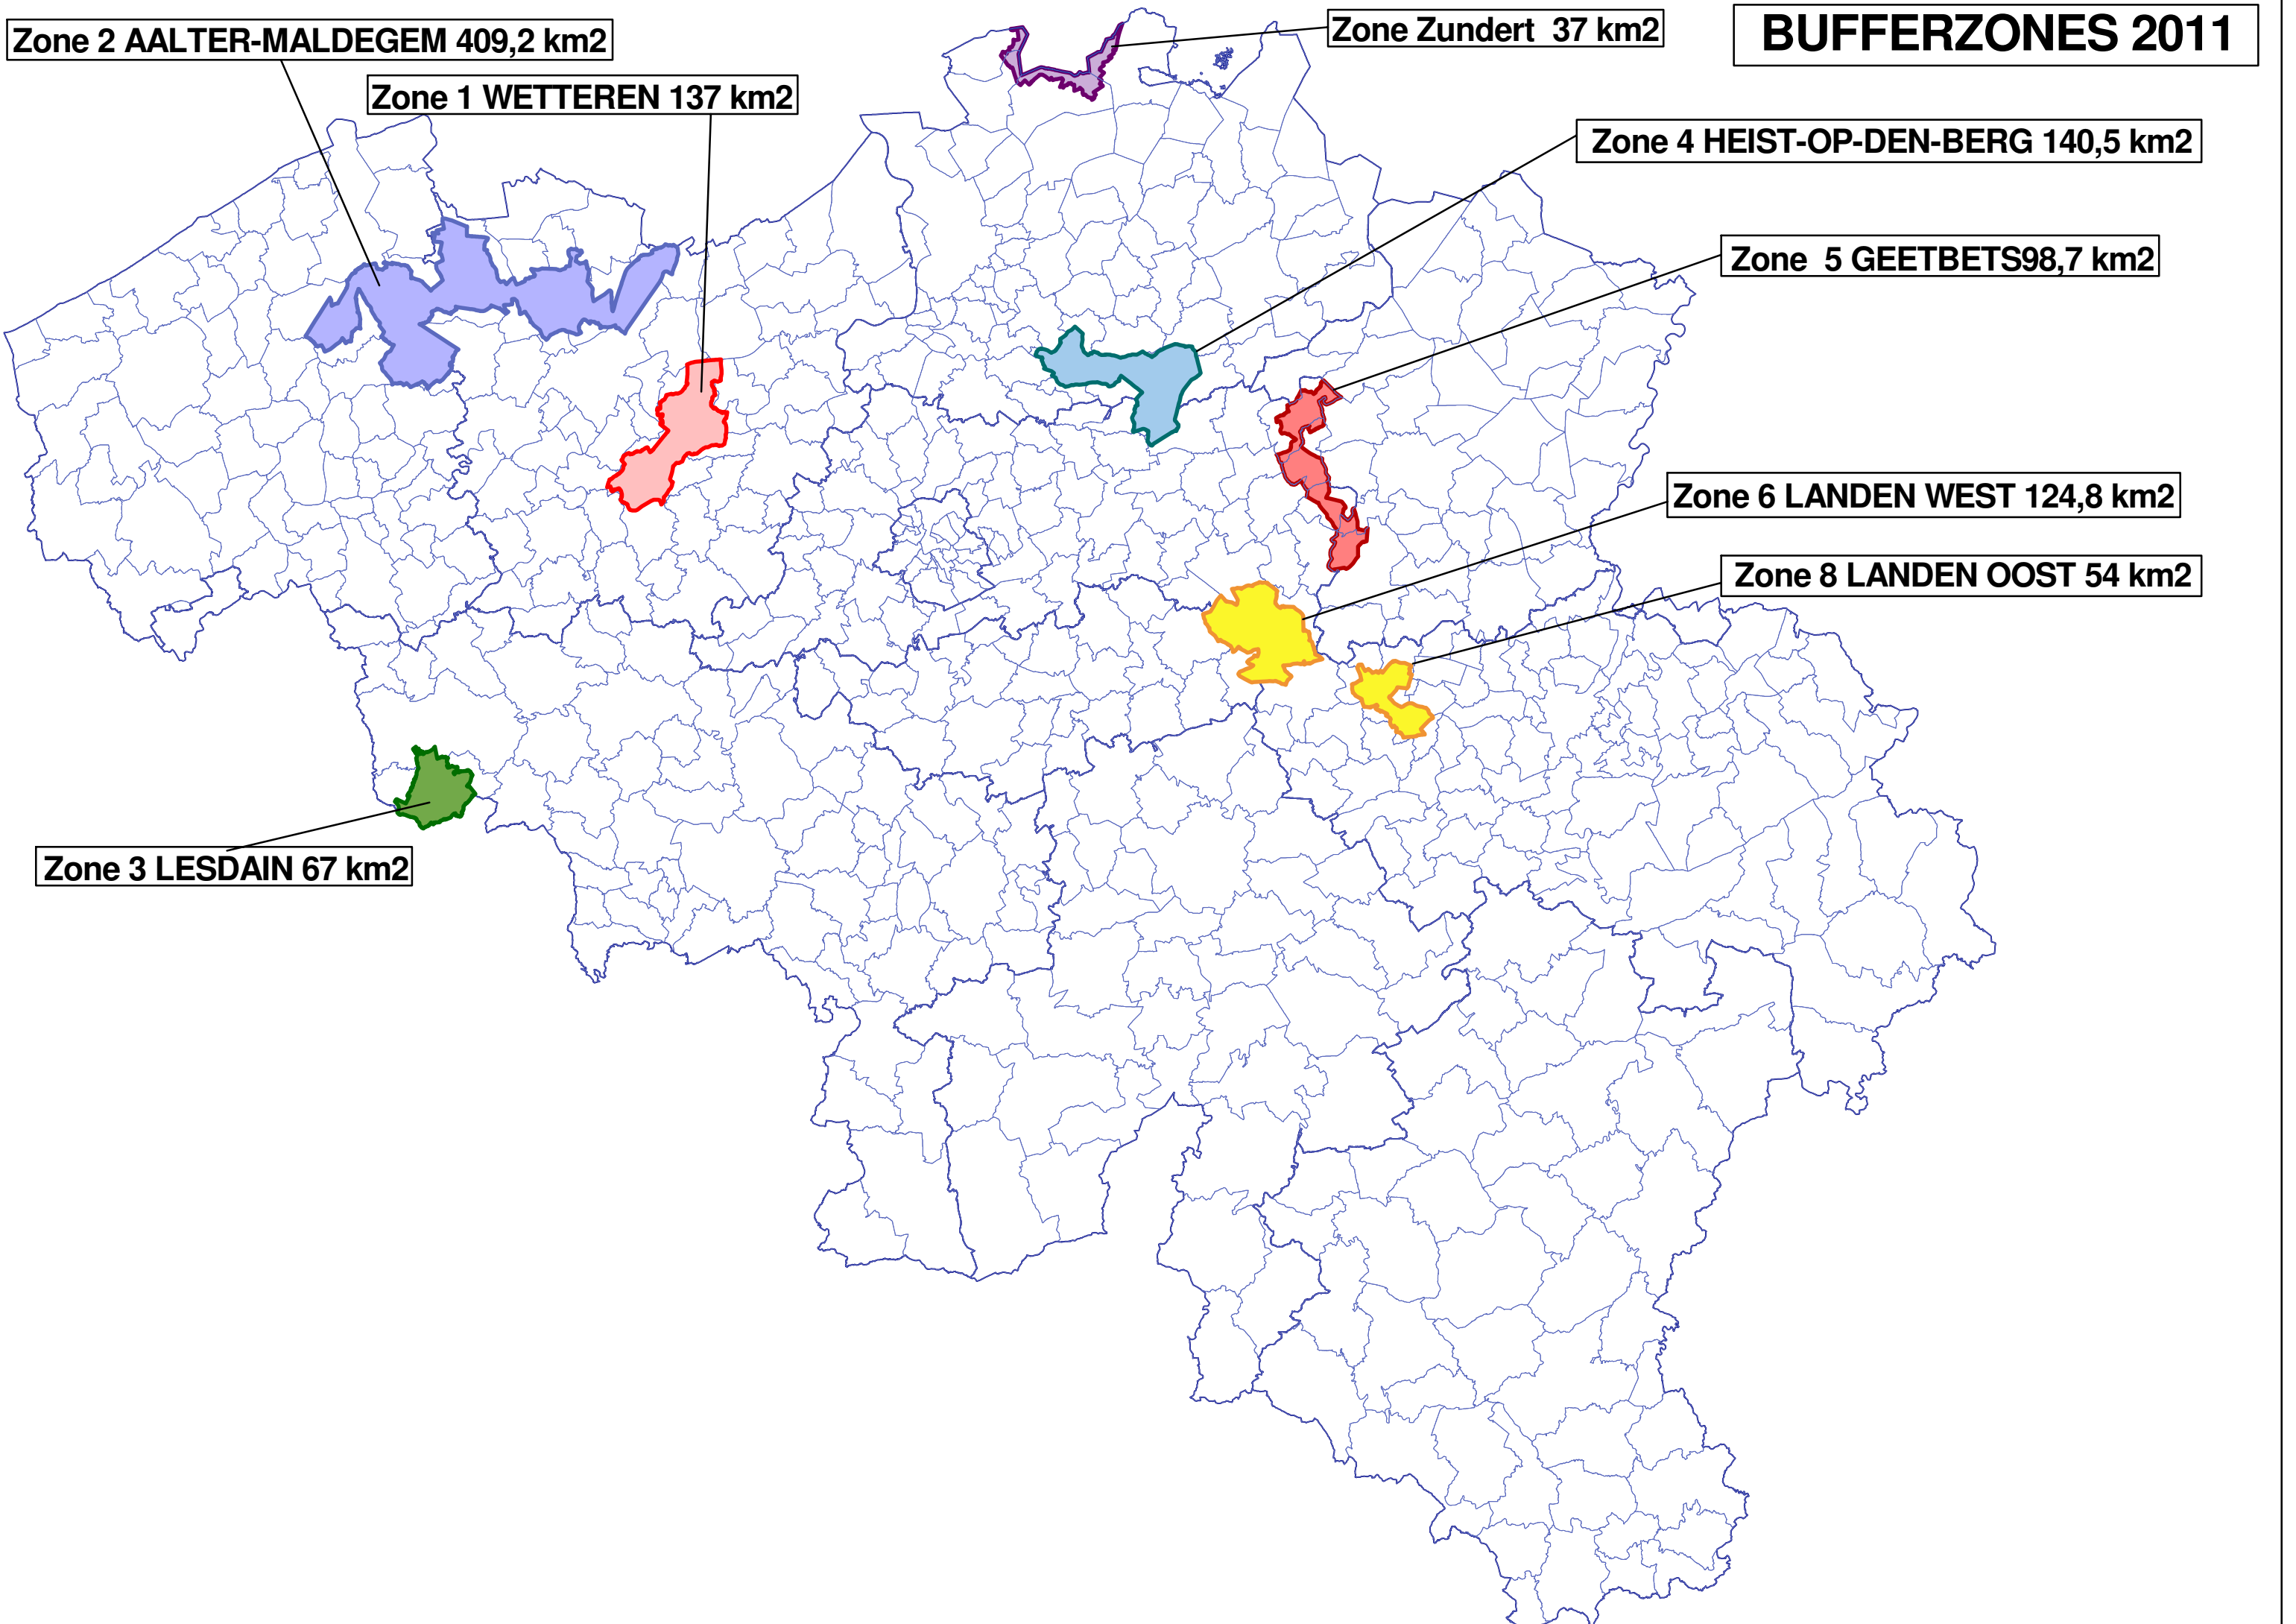 BUFFERZONES 2011
Zone 2 AALTER-MALDEGEM 409,2 km2
Zone Zundert 37 km2
Zone 1 WETTEREN 137 km2
Zone 4 HEIST-OP-DEN-BERG 140,5 km2
Zone 5 GEETBETS98,7 km2
Zone 6 LANDEN WEST 124,8 km2
Zone 8 LANDEN OOST 54 km2
Zone 3 LESDAIN 67 km2